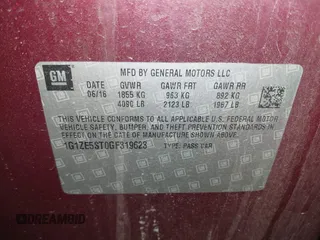 GM
MFD BY GENERAL MOTORS LLC
DATE GVWR GAWR FRT GAWR RR
06/16 1855 KG 963 KG 892 KG
4090 LB 2123 LB 1967 LB
THIS VEHICLE CONFORMS TO ALL APPLICABLE U.S. FEDERAL MOTOR VEHICLE
SAFETY, BUMPER, AND THEFT PREVENTION STANDARDS IN
EFFECT ON THE DATE OF MANUFACTURE SHOWN ABOVE.
1G1ZE5ST0GF319623 TYPE: PASS CAR
DREAMBID